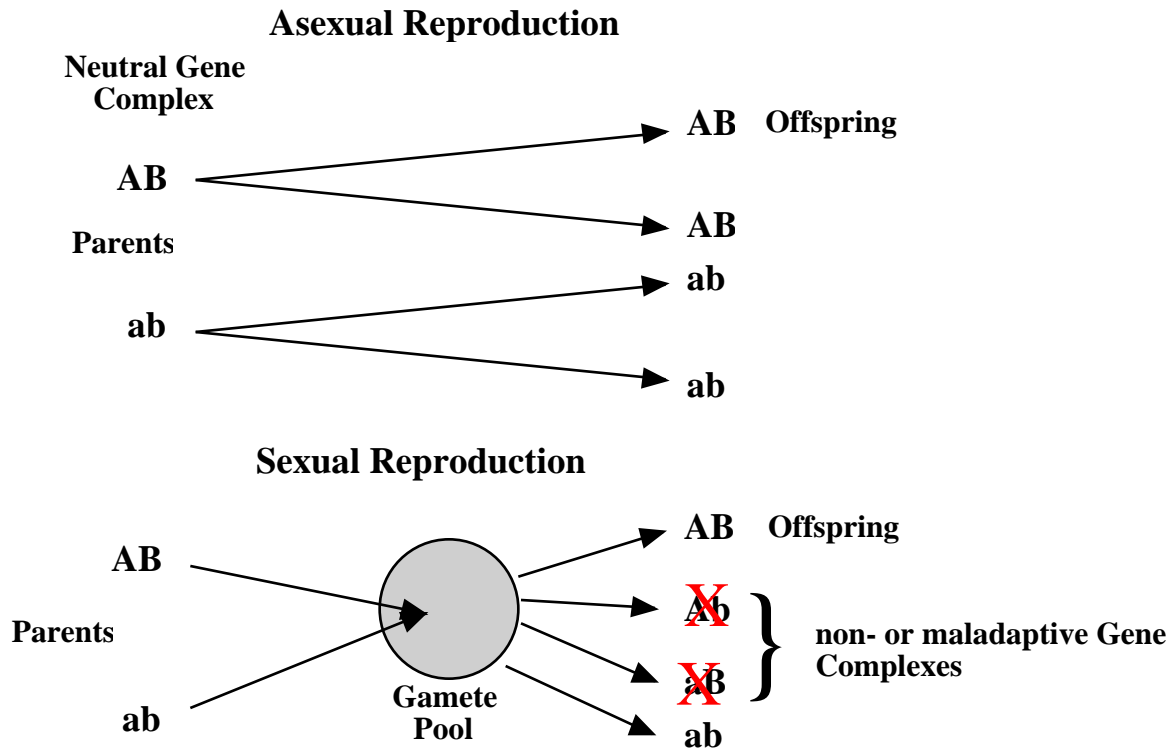 Asexual Reproduction
Neutral Gene
Complex
AB
Parents
ab
AB Offspring
AB
ab
ab
Sexual Reproduction
AB
Parents
ab
Gamete
Pool
AB Offspring
Ab
X
aB
X
ab
} non- or maladaptive Gene
Complexes